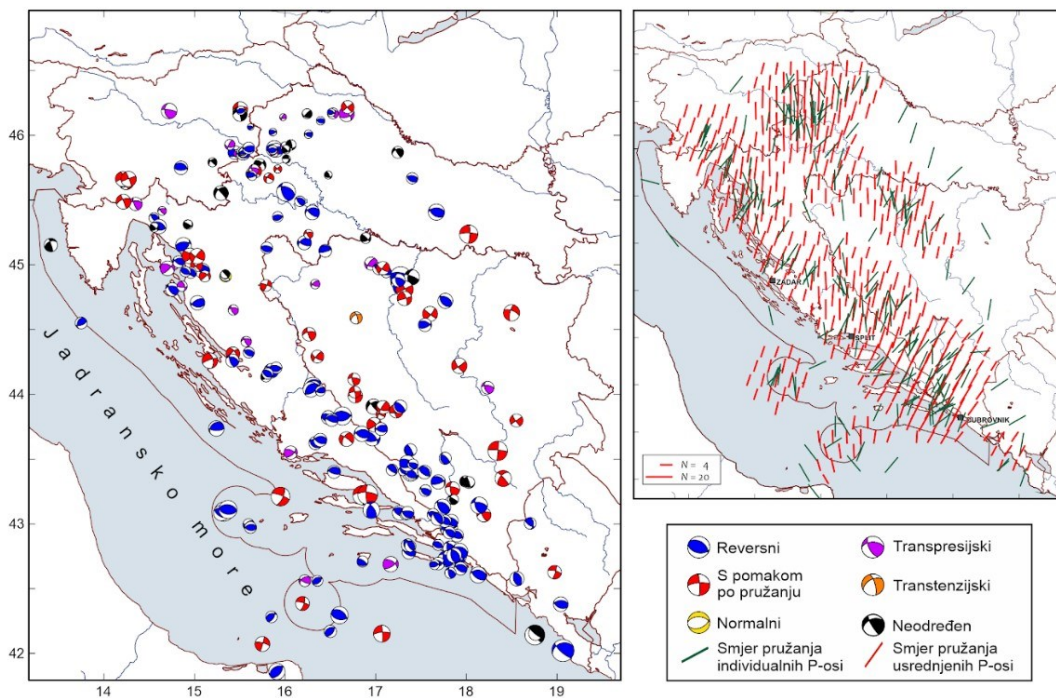 46
45
44
43
42
14
15
16
17
18
19
Jadransko more
ZADAR
SPLIT
DUBROVNIK
N = 4
N = 20
Reversni
S pomakom
po pružanju
Normalni
Smjer pružanja
individualnih P-osi
Transpresijski
Transtenzijski
Neodređen
Smjer pružanja
usrednjenih P-osi